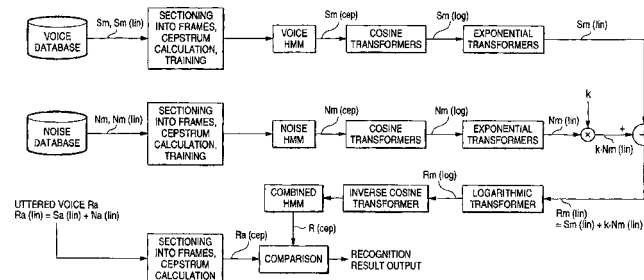 VOICE
DATABASE
Sm, Sm (lin)
SECTIONING
INTO FRAMES,
CEPSTRUM
CALCULATION,
TRAINING
VOICE
HMM
Sm (cep)
COSINE
TRANSFORMERS
Sm (log)
EXPONENTIAL
TRANSFORMERS
Sm (lin)
NOISE
DATABASE
Nm, Nm (lin)
SECTIONING
INTO FRAMES,
CEPSTRUM
CALCULATION,
TRAINING
NOISE
HMM
Nm (cep)
COSINE
TRANSFORMERS
Nm (log)
EXPONENTIAL
TRANSFORMERS
Nm (lin)
k
×
k·Nm (lin)
+
COMBINED
HMM
INVERSE COSINE
TRANSFORMER
Rm (log)
LOGARITHMIC
TRANSFORMER
Rm (lin)
= Sm (lin) + k·Nm (lin)
UTTERED VOICE Ra
Ra (lin) = Sa (lin) + Na (lin)
SECTIONING
INTO FRAMES,
CEPSTRUM
CALCULATION
Ra (cep)
R (cep)
COMPARISON
RECOGNITION
RESULT OUTPUT